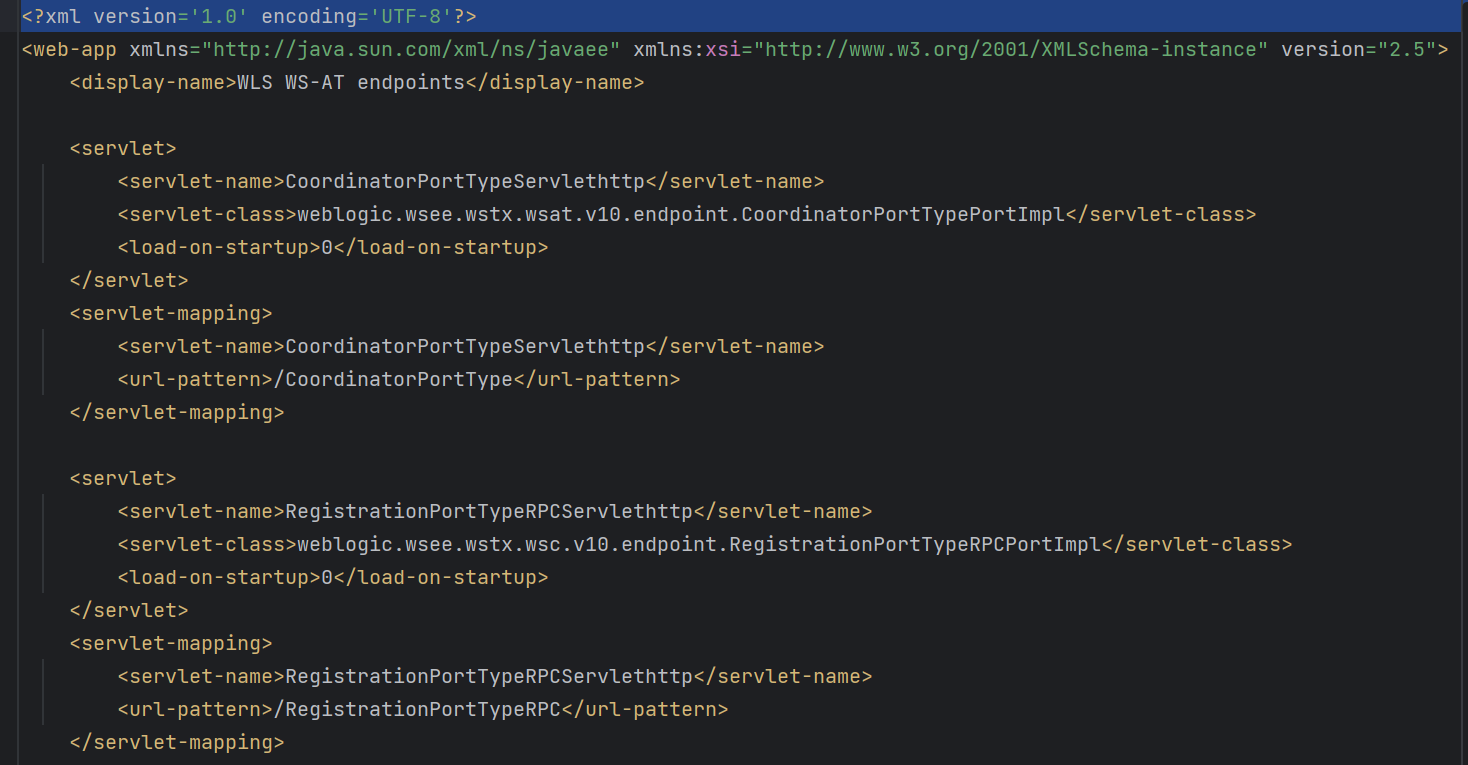 <?xml version='1.0' encoding='UTF-8'?>
<web-app xmlns="http://java.sun.com/xml/ns/javaee" xmlns:xsi="http://www.w3.org/2001/XMLSchema-instance" version="2.5">
<display-name>WLS WS-AT endpoints</display-name>
<servlet>
<servlet-name>CoordinatorPortTypeServlethttp</servlet-name>
<servlet-class>weblogic.wsee.wstx.wsat.v10.endpoint.CoordinatorPortTypePortImpl</servlet-class>
<load-on-startup>0</load-on-startup>
</servlet>
<servlet-mapping>
<servlet-name>CoordinatorPortTypeServlethttp</servlet-name>
<url-pattern>/CoordinatorPortType</url-pattern>
</servlet-mapping>
<servlet>
<servlet-name>RegistrationPortTypeRPCServlethttp</servlet-name>
<servlet-class>weblogic.wsee.wstx.wsc.v10.endpoint.RegistrationPortTypeRPCPortImpl</servlet-class>
<load-on-startup>0</load-on-startup>
</servlet>
<servlet-mapping>
<servlet-name>RegistrationPortTypeRPCServlethttp</servlet-name>
<url-pattern>/RegistrationPortTypeRPC</url-pattern>
</servlet-mapping>